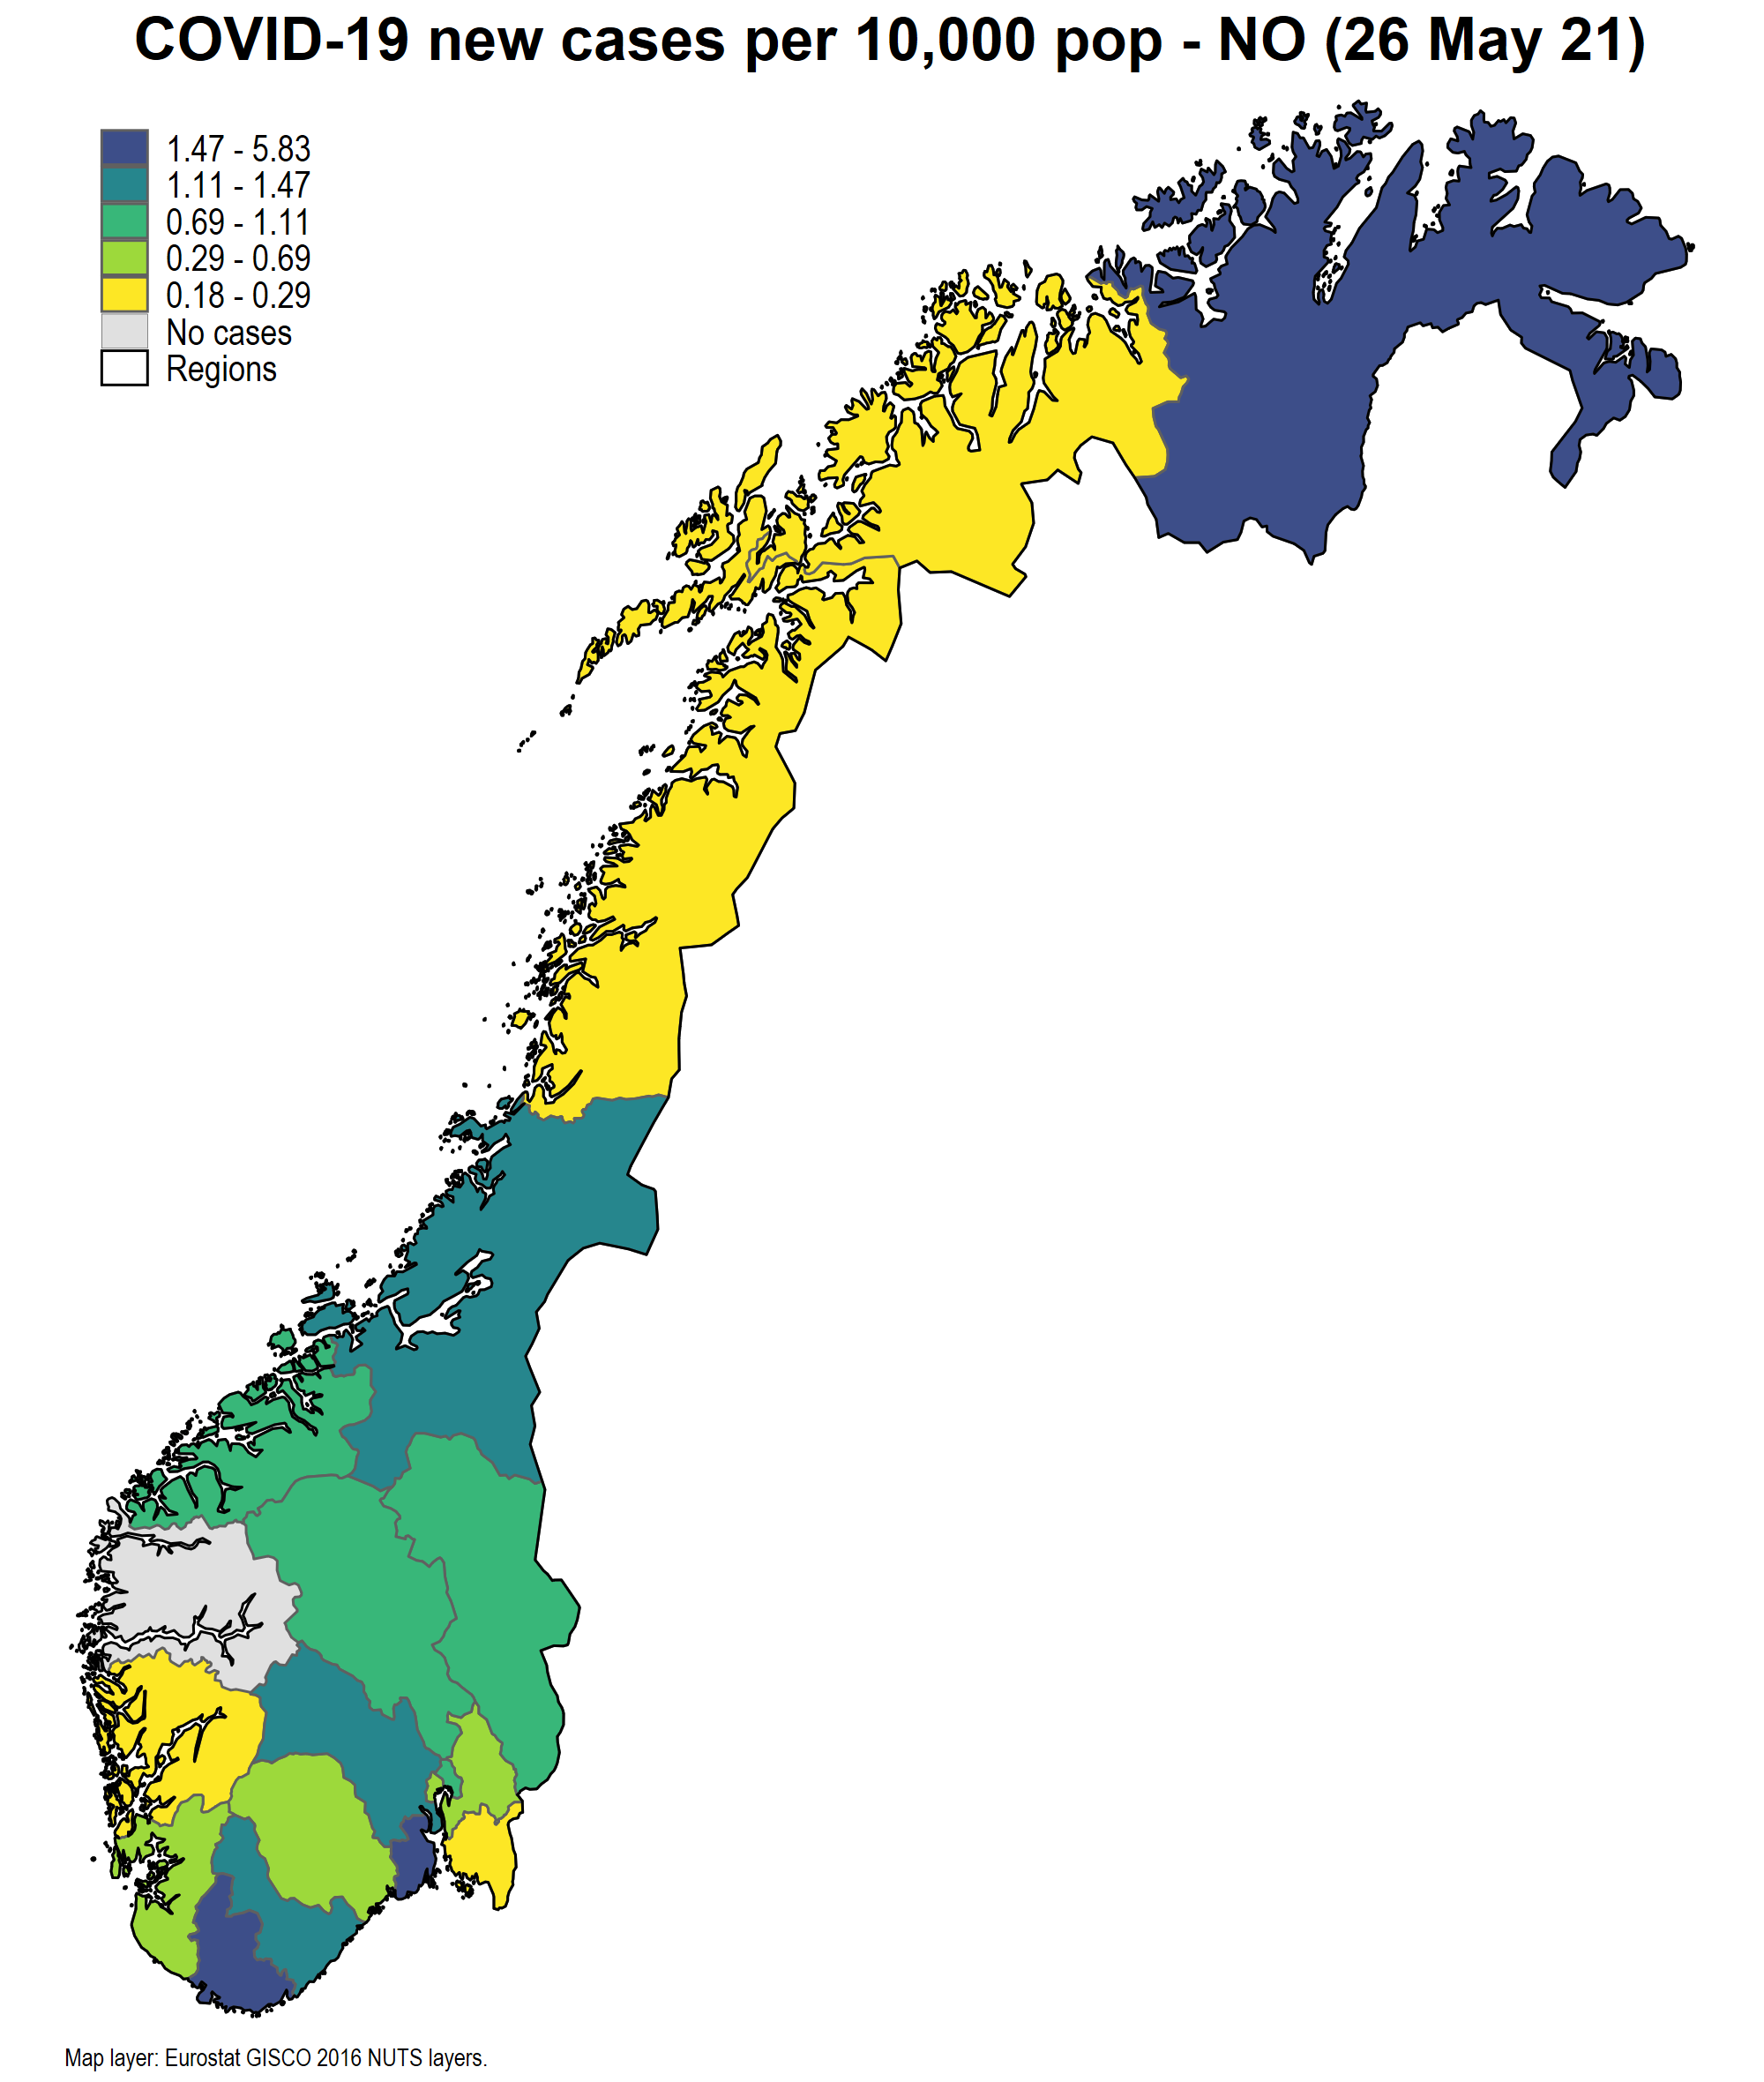 COVID-19 new cases per 10,000 pop - NO (26 May 21)
1.47 - 5.83
1.11 - 1.47
0.69 - 1.11
0.29 - 0.69
0.18 - 0.29
No cases
Regions
Map layer: Eurostat GISCO 2016 NUTS layers.